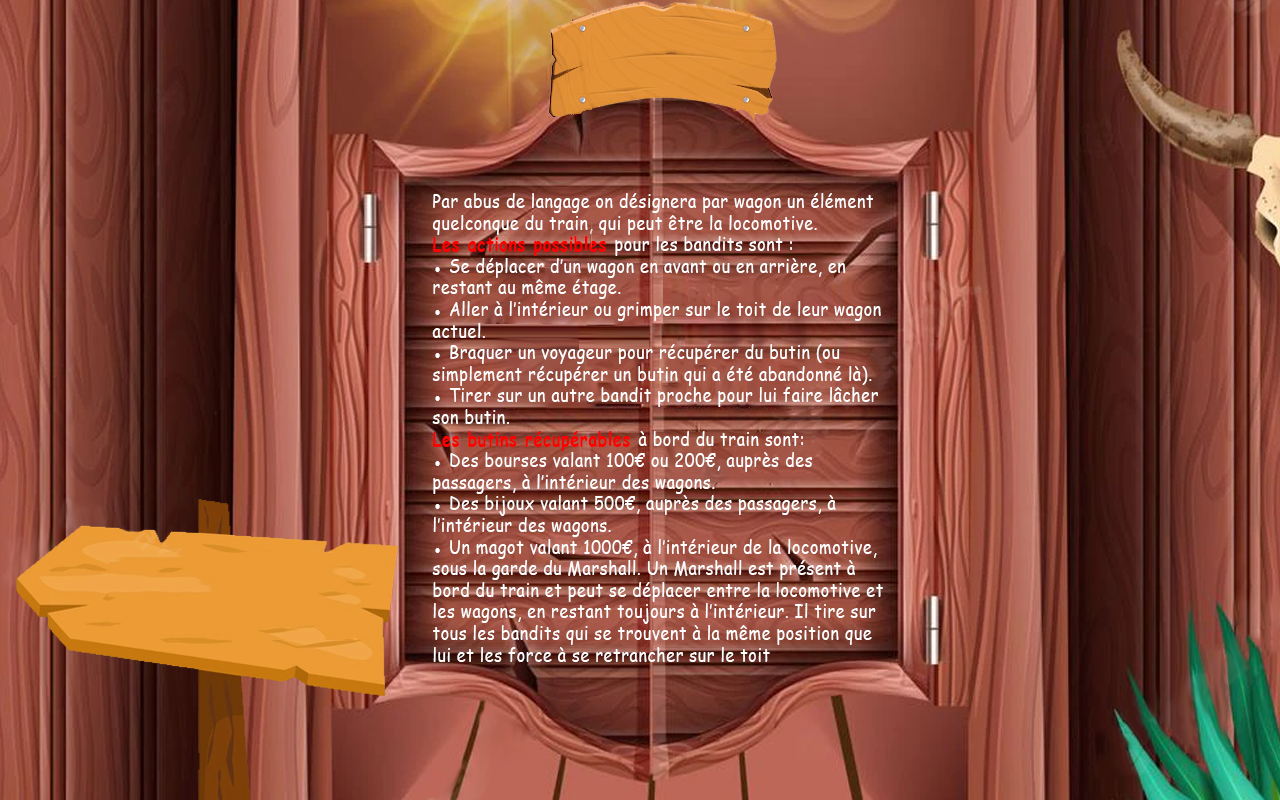 Par abus de langage on désignera par wagon un élément
quelconque du train, qui peut être la locomotive.
Les actions possibles pour les bandits sont :
• Se déplacer d'un wagon en avant ou en arrière, en
restant au même étage.
• Aller à l'intérieur ou grimper sur le toit de leur wagon
actuel.
• Braquer un voyageur pour récupérer du butin (ou
simplement récupérer un butin qui a été abandonné là).
• Tirer sur un autre bandit proche pour lui faire lâcher
son butin.
Les butins récupérables à bord du train sont:
• Des bourses valant 100€ ou 200€, auprès des
passagers, à l'intérieur des wagons.
• Des bijoux valant 500€, auprès des passagers, à
l'intérieur des wagons.
• Un magot valant 1000€, à l'intérieur de la locomotive,
sous la garde du Marshall. Un Marshall est présent à
bord du train et peut se déplacer entre la locomotive et
les wagons, en restant toujours à l'intérieur. Il tire sur
tous les bandits qui se trouvent à la même position que
lui et les force à se retrancher sur le toit